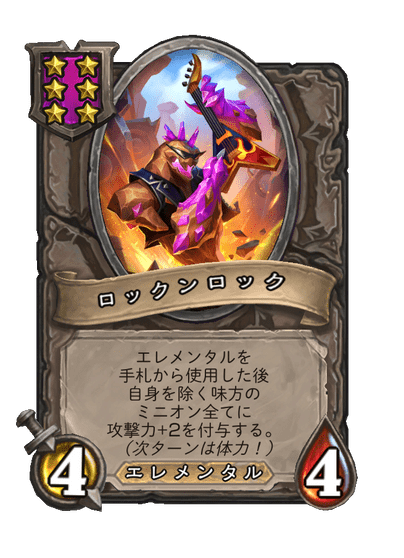 ロックンロック
エレメンタルを
手札から使用した後
自身を除く味方の
ミニオン全てに
攻撃力+2を付与する。
（次ターンは体力！）
エレメンタル
4
4